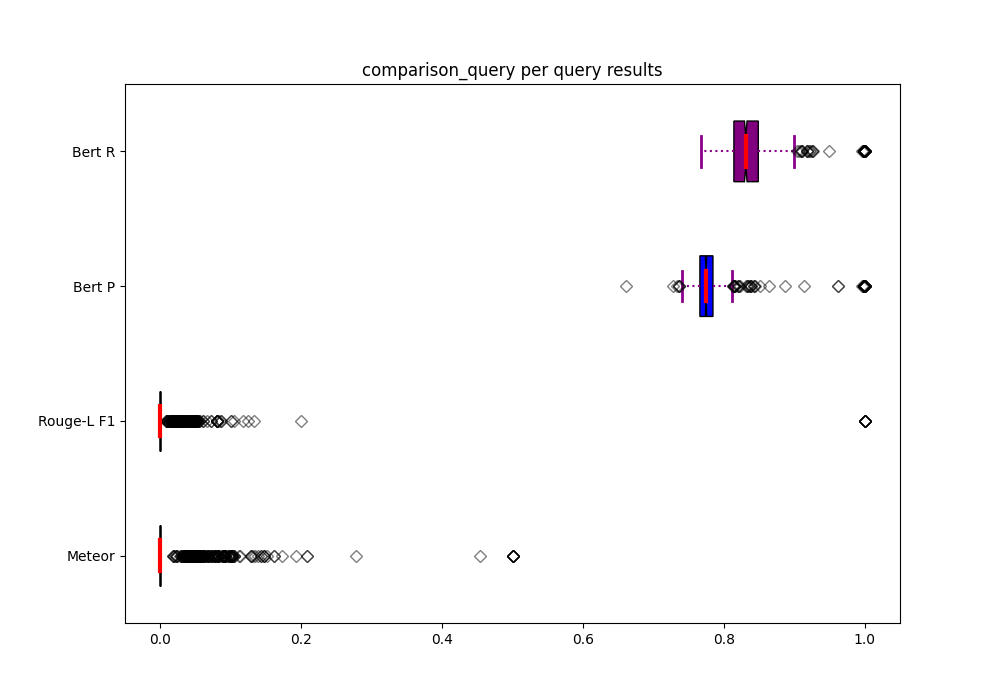 comparison_query per query results
Bert R
Bert P
Rouge-L F1
Meteor
0.0 0.2 0.4 0.6 0.8 1.0